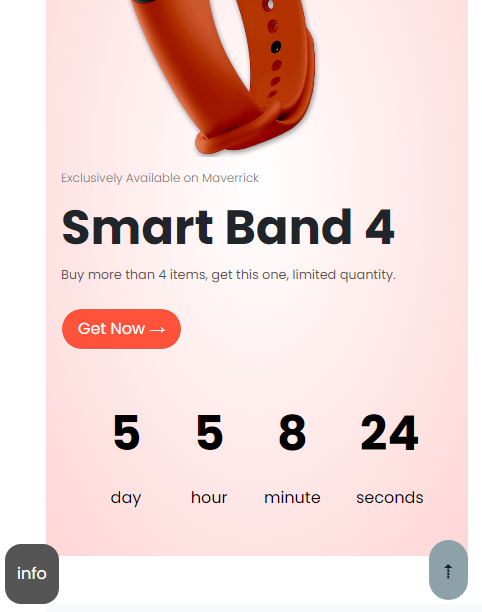 Exclusively Available on Maverrick
Smart Band 4
Buy more than 4 items, get this one, limited quantity.
Get Now →
5 5 8 24
day hour minute seconds
info